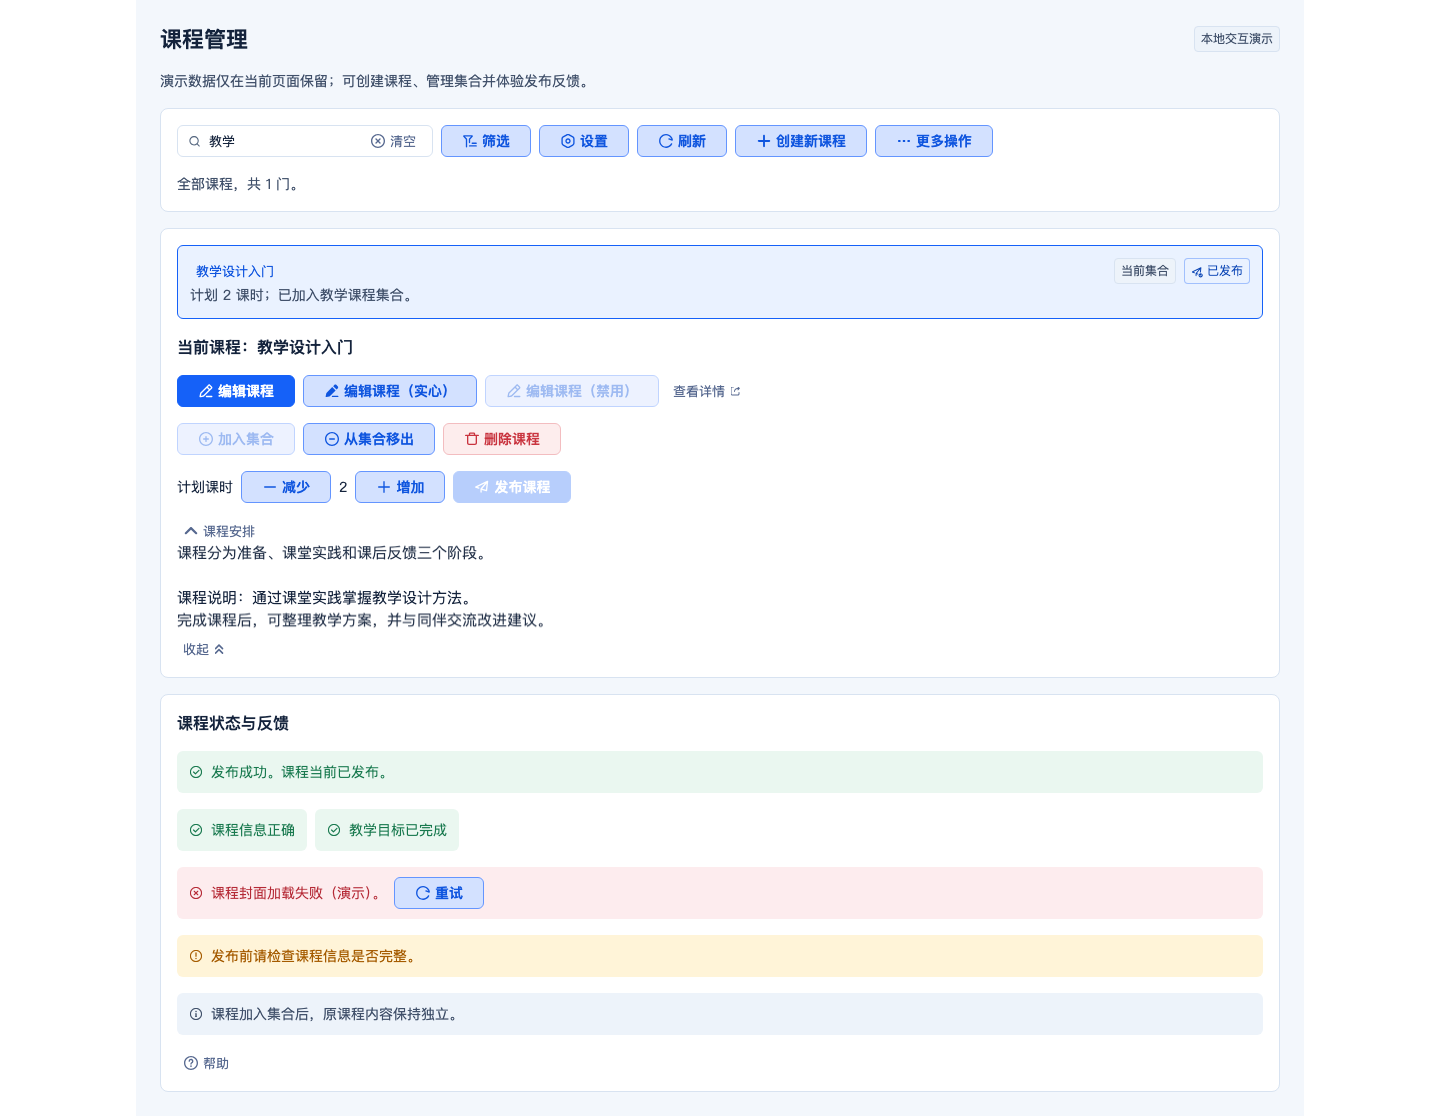 课程管理
本地交互演示
演示数据仅在当前页面保留；可创建课程、管理集合并体验发布反馈。
教学 清空 筛选 设置 刷新 创建新课程 更多操作
全部课程，共 1 门。
教学设计入门 当前集合 已发布
计划 2 课时；已加入教学课程集合。
当前课程：教学设计入门
编辑课程 编辑课程（实心） 编辑课程（禁用） 查看详情
加入集合 从集合移出 删除课程
计划课时 减少 2 增加 发布课程
课程安排
课程分为准备、课堂实践和课后反馈三个阶段。
课程说明：通过课堂实践掌握教学设计方法。
完成课程后，可整理教学方案，并与同伴交流改进建议。
收起
课程状态与反馈
发布成功。课程当前已发布。
课程信息正确 教学目标已完成
课程封面加载失败（演示）。 重试
发布前请检查课程信息是否完整。
课程加入集合后，原课程内容保持独立。
帮助